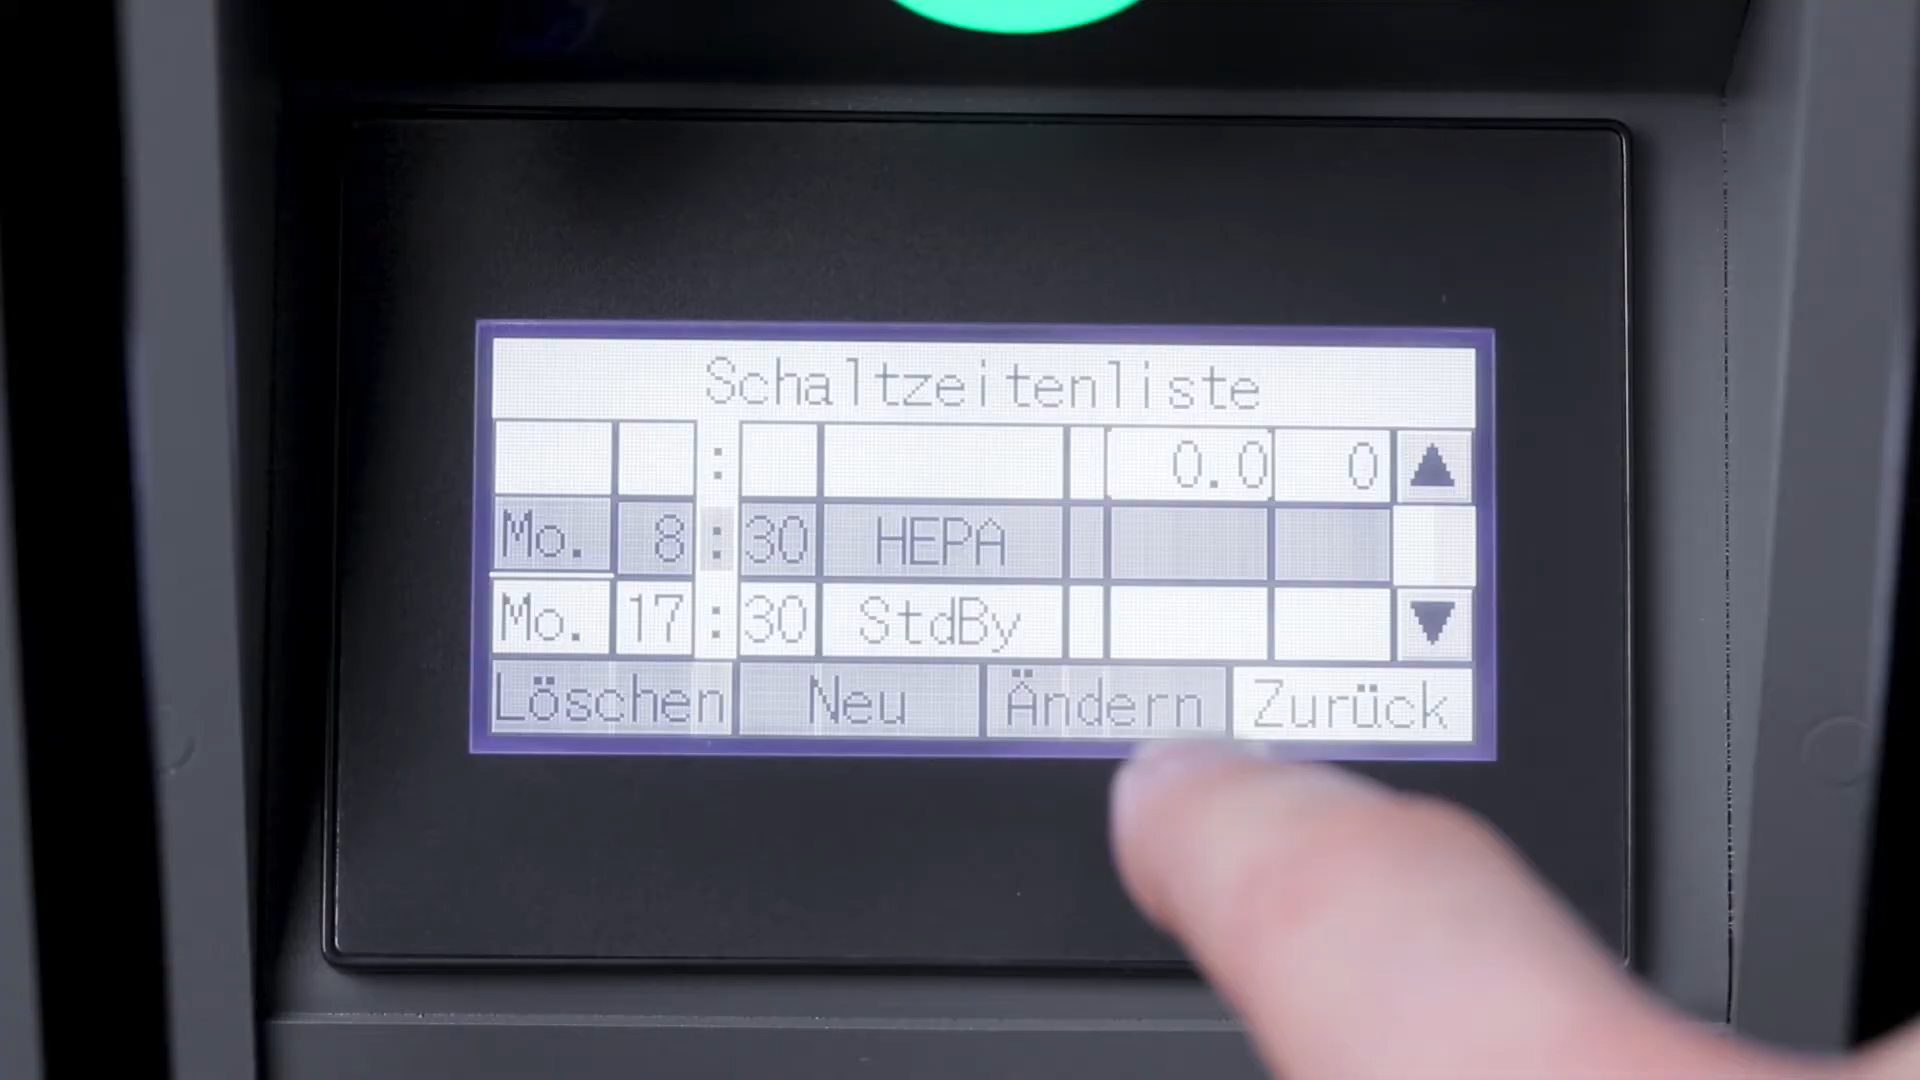 Schaltzeitenliste
: 0.0 0 ▲
Mo. 8 : 30 HEPA
Mo. 17 : 30 StdBy ▼
Löschen Neu Ändern Zurück